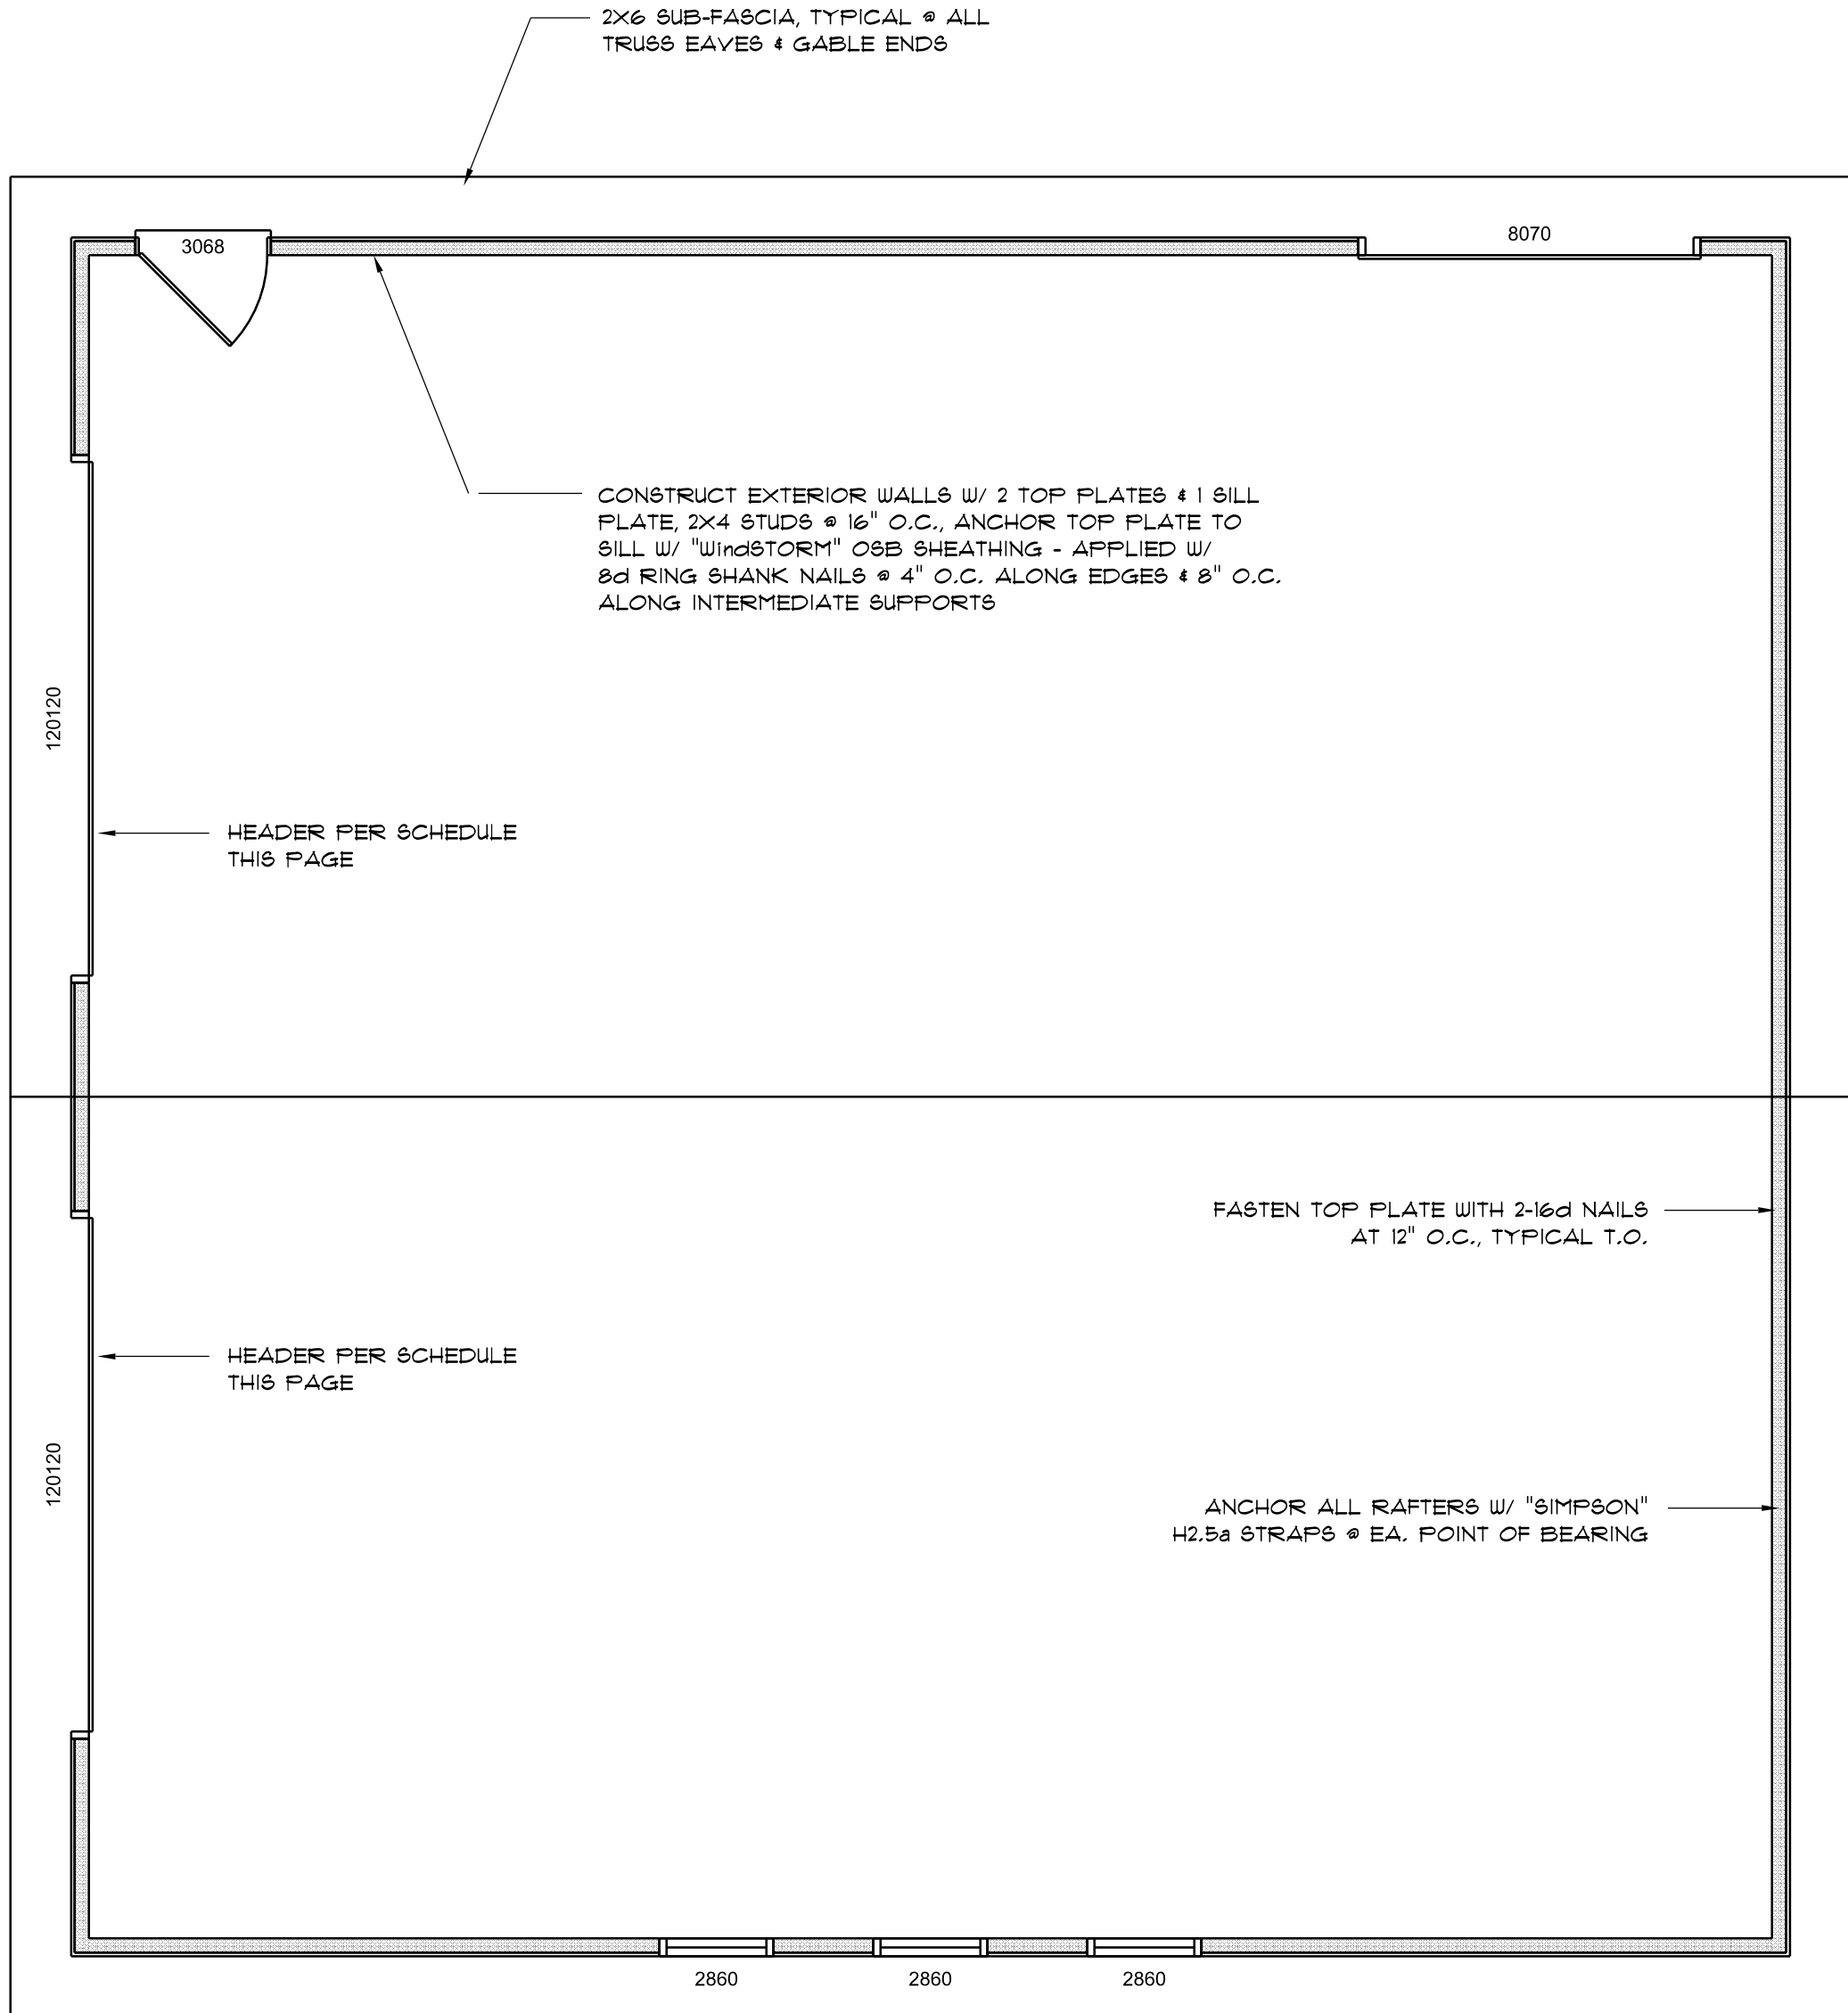 2X6 SUB-FASCIA, TYPICAL @ ALL
TRUSS EAVES & GABLE ENDS
3068
8070
CONSTRUCT EXTERIOR WALLS W/ 2 TOP PLATES & 1 SILL
PLATE, 2X4 STUDS @ 16" O.C., ANCHOR TOP PLATE TO
SILL W/ "WindSTORM" OSB SHEATHING - APPLIED W/
8d RING SHANK NAILS @ 4" O.C. ALONG EDGES & 8" O.C.
ALONG INTERMEDIATE SUPPORTS
120120
HEADER PER SCHEDULE
THIS PAGE
FASTEN TOP PLATE WITH 2-16d NAILS
AT 12" O.C., TYPICAL T.O.
HEADER PER SCHEDULE
THIS PAGE
120120
ANCHOR ALL RAFTERS W/ "SIMPSON"
H2.5a STRAPS @ EA. POINT OF BEARING
2860
2860
2860